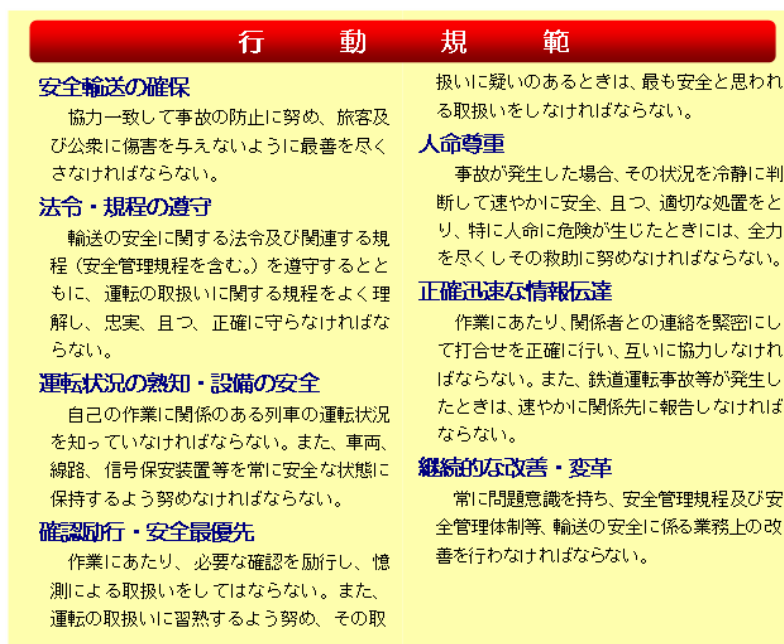 行動規範
安全輸送の確保
協力一致して事故の防止に努め、旅客及
び公衆に傷害を与えないように最善を尽く
さなければならない。
法令・規程の遵守
輸送の安全に関する法令及び関連する規
程（安全管理規程を含む。）を遵守するとと
もに、運転の取扱いに関する規程をよく理
解し、忠実、且つ、正確に守らなければな
らない。
運転状況の熟知・設備の安全
自己の作業に関係のある列車の運転状況
を知っていなければならない。また、車両、
線路、信号保安装置等を常に安全な状態に
保持するよう努めなければならない。
確認励行・安全最優先
作業にあたり、必要な確認を励行し、憶
測による取扱いをしてはならない。また、
運転の取扱いに習熟するよう努め、その取
扱いに疑いのあるときは、最も安全と思われ
る取扱いをしなければならない。
人命尊重
事故が発生した場合、その状況を冷静に判
断して速やかに安全、且つ、適切な処置をと
り、特に人命に危険が生じたときには、全力
を尽くしその救助に努めなければならない。
正確迅速な情報伝達
作業にあたり、関係者との連絡を緊密にし
て打合せを正確に行い、互いに協力しなけれ
ばならない。また、鉄道運転事故等が発生し
たときは、速やかに関係先に報告しなければ
ならない。
継続的な改善・変革
常に問題意識を持ち、安全管理規程及び安
全管理体制等、輸送の安全に係る業務上の改
善を行わなければならない。